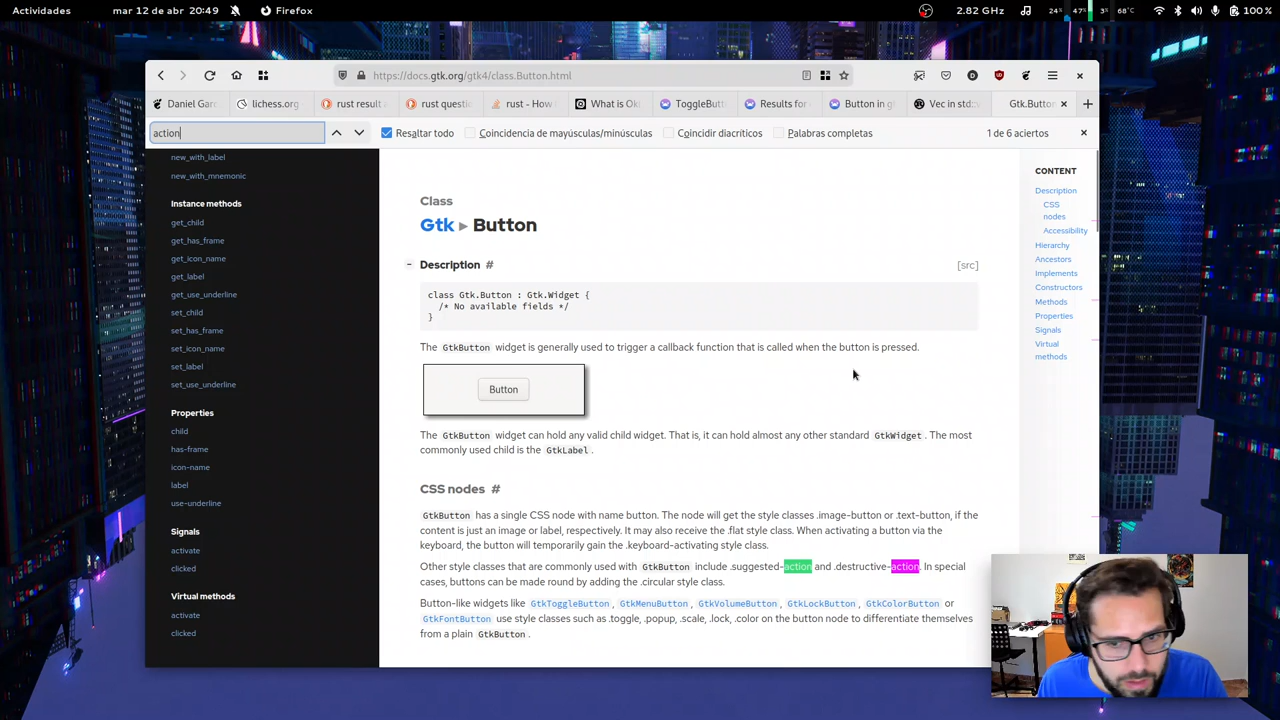 Actividades
mar 12 de abr 20:49
Firefox
2.82 GHz
24%
47%
3%
68°C
100 %
https://docs.gtk.org/gtk4/class.Button.html
Daniel Garc
lichess.org
rust result
rust questi
rust - How
What is Ok(
ToggleButt
Results for
Button in g
Vec in std::
Gtk.Button
action
Resaltar todo
Coincidencia de mayúsculas/minúsculas
Coincidir diacríticos
Palabras completas
1 de 6 aciertos
new_with_label
new_with_mnemonic
Instance methods
get_child
get_has_frame
get_icon_name
get_label
get_use_underline
set_child
set_has_frame
set_icon_name
set_label
set_use_underline
Properties
child
has-frame
icon-name
label
use-underline
Signals
activate
clicked
Virtual methods
activate
clicked
Class
Gtk ▸ Button
− Description #
[src]
class Gtk.Button : Gtk.Widget {
/* No available fields */
}
The GtkButton widget is generally used to trigger a callback function that is called when the button is pressed.
Button
The GtkButton widget can hold any valid child widget. That is, it can hold almost any other standard GtkWidget. The most
commonly used child is the GtkLabel.
CSS nodes #
GtkButton has a single CSS node with name button. The node will get the style classes .image-button or .text-button, if the
content is just an image or label, respectively. It may also receive the .flat style class. When activating a button via the
keyboard, the button will temporarily gain the .keyboard-activating style class.
Other style classes that are commonly used with GtkButton include .suggested-action and .destructive-action. In special
cases, buttons can be made round by adding the .circular style class.
Button-like widgets like GtkToggleButton, GtkMenuButton, GtkVolumeButton, GtkLockButton, GtkColorButton or
GtkFontButton use style classes such as .toggle, .popup, .scale, .lock, .color on the button node to differentiate themselves
from a plain GtkButton.
CONTENT
Description
CSS
nodes
Accessibility
Hierarchy
Ancestors
Implements
Constructors
Methods
Properties
Signals
Virtual
methods